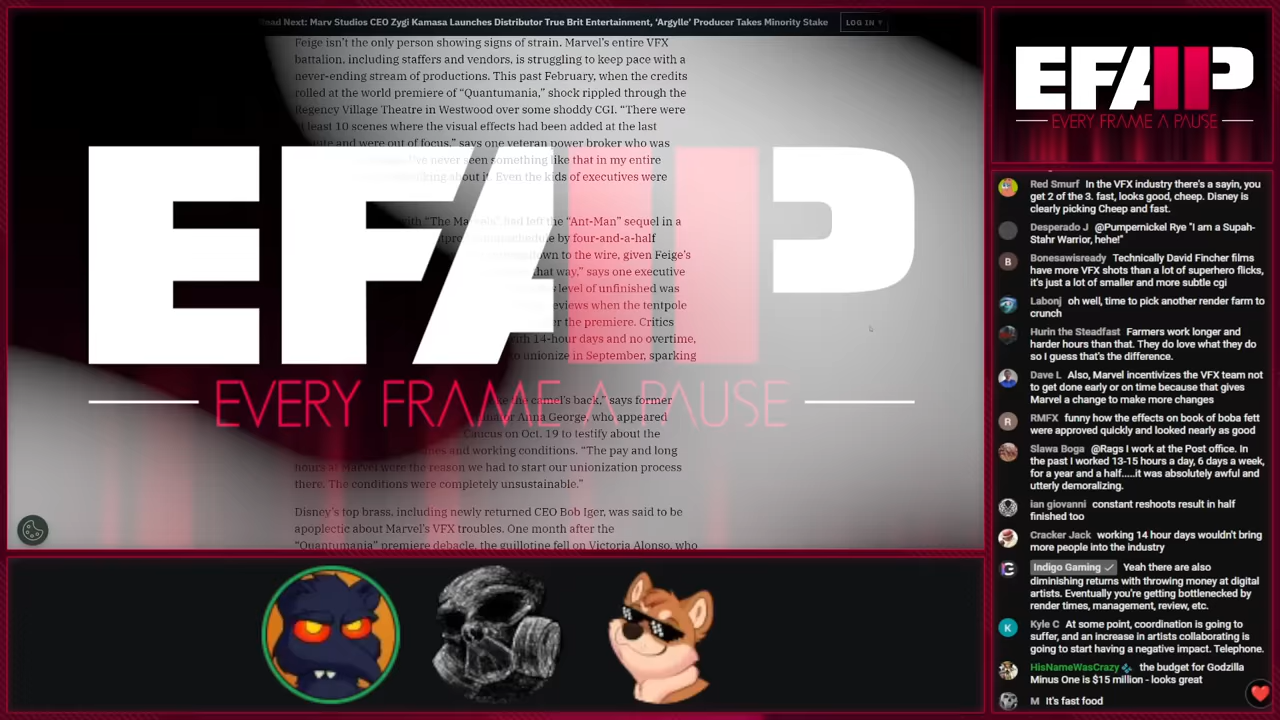 Read Next: Marv Studios CEO Zygi Kamasa Launches Distributor True Brit Entertainment, ‘Argylle’ Producer Takes Minority Stake
LOG IN
Feige isn’t the only person showing signs of strain. Marvel’s entire VFX
battalion, including staffers and vendors, is struggling to keep pace with a
never-ending stream of productions. This past February, when the credits
rolled at the world premiere of “Quantumania,” shock rippled through the
Regency Village Theatre in Westwood over some shoddy CGI. “There were
at least 10 scenes where the visual effects had been added at the last
and were out of focus,” says one veteran power broker who was
I’ve never seen something like that in my entire
talking about it. Even the kids of executives were
with “The Marvels” had left the “Ant-Man” sequel in a
schedule by four-and-a-half
down to the wire, given Feige’s
that way,” says one executive
level of unfinished was
when the tentpole
the premiere. Critics
14-hour days and no overtime,
to unionize in September, sparking
the camel’s back,” says former
Anna George, who appeared
Caucus on Oct. 19 to testify about the
and working conditions. “The pay and long
hours at Marvel were the reason we had to start our unionization process
there. The conditions were completely unsustainable.”
Disney’s top brass, including newly returned CEO Bob Iger, was said to be
apoplectic about Marvel’s VFX troubles. One month after the
“Quantumania” premiere debacle, the guillotine fell on Victoria Alonso, who
EFAP
EVERY FRAME A PAUSE
EFAP
EVERY FRAME A PAUSE
Red Smurf In the VFX industry there's a sayin, you
get 2 of the 3. fast, looks good, cheap. Disney is
clearly picking Cheep and fast.
Desperado J @Pumpernickel Rye "I am a Supah-
Stahr Warrior, hehe!"
B
Bonesawisready Technically David Fincher films
have more VFX shots than a lot of superhero flicks,
it's just a lot of smaller and more subtle cgi
Labonj oh well, time to pick another render farm to
crunch
Hurin the Steadfast Farmers work longer and
harder hours than that. They do love what they do
so I guess that's the difference.
Dave L Also, Marvel incentivizes the VFX team not
to get done early or on time because that gives
Marvel a change to make more changes
R
RMFX funny how the effects on book of boba fett
were approved quickly and looked nearly as good
Slawa Boga @Rags I work at the Post office. In
the past I worked 13-15 hours a day, 6 days a week,
for a year and a half.....it was absolutely awful and
utterly demoralizing.
ian giovanni constant reshoots result in half
finished too
Cracker Jack working 14 hour days wouldn't bring
more people into the industry
Indigo Gaming Yeah there are also
diminishing returns with throwing money at digital
artists. Eventually you're getting bottlenecked by
render times, management, review, etc.
K
Kyle C At some point, coordination is going to
suffer, and an increase in artists collaborating is
going to start having a negative impact. Telephone.
HisNameWasCrazy the budget for Godzilla
Minus One is $15 million - looks great
M It's fast food